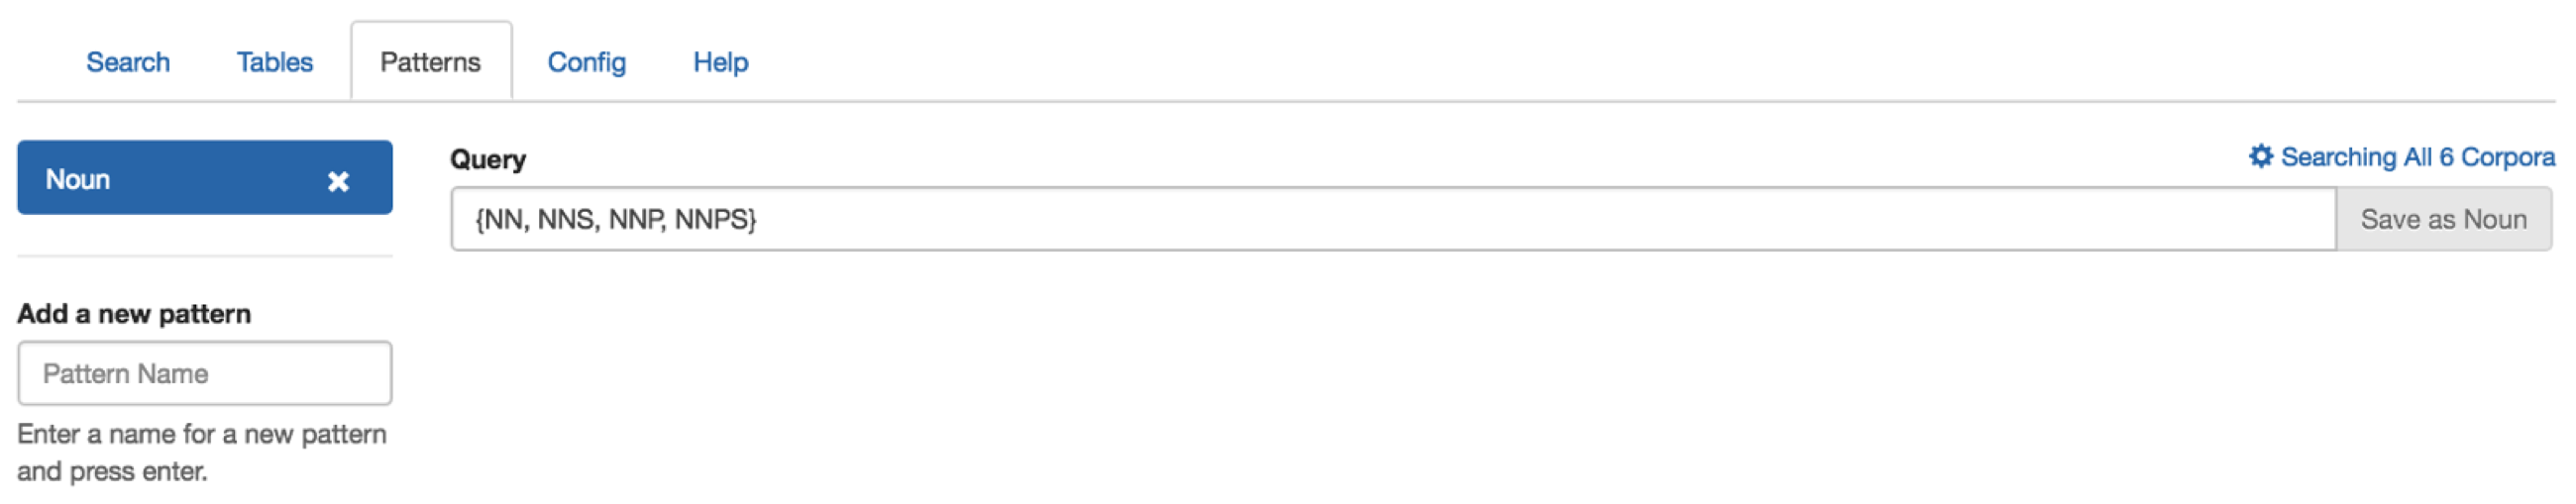 Search Tables Patterns Config Help
Noun
Query
Searching All 6 Corpora
{NN, NNS, NNP, NNPS}
Save as Noun
Add a new pattern
Pattern Name
Enter a name for a new pattern
and press enter.